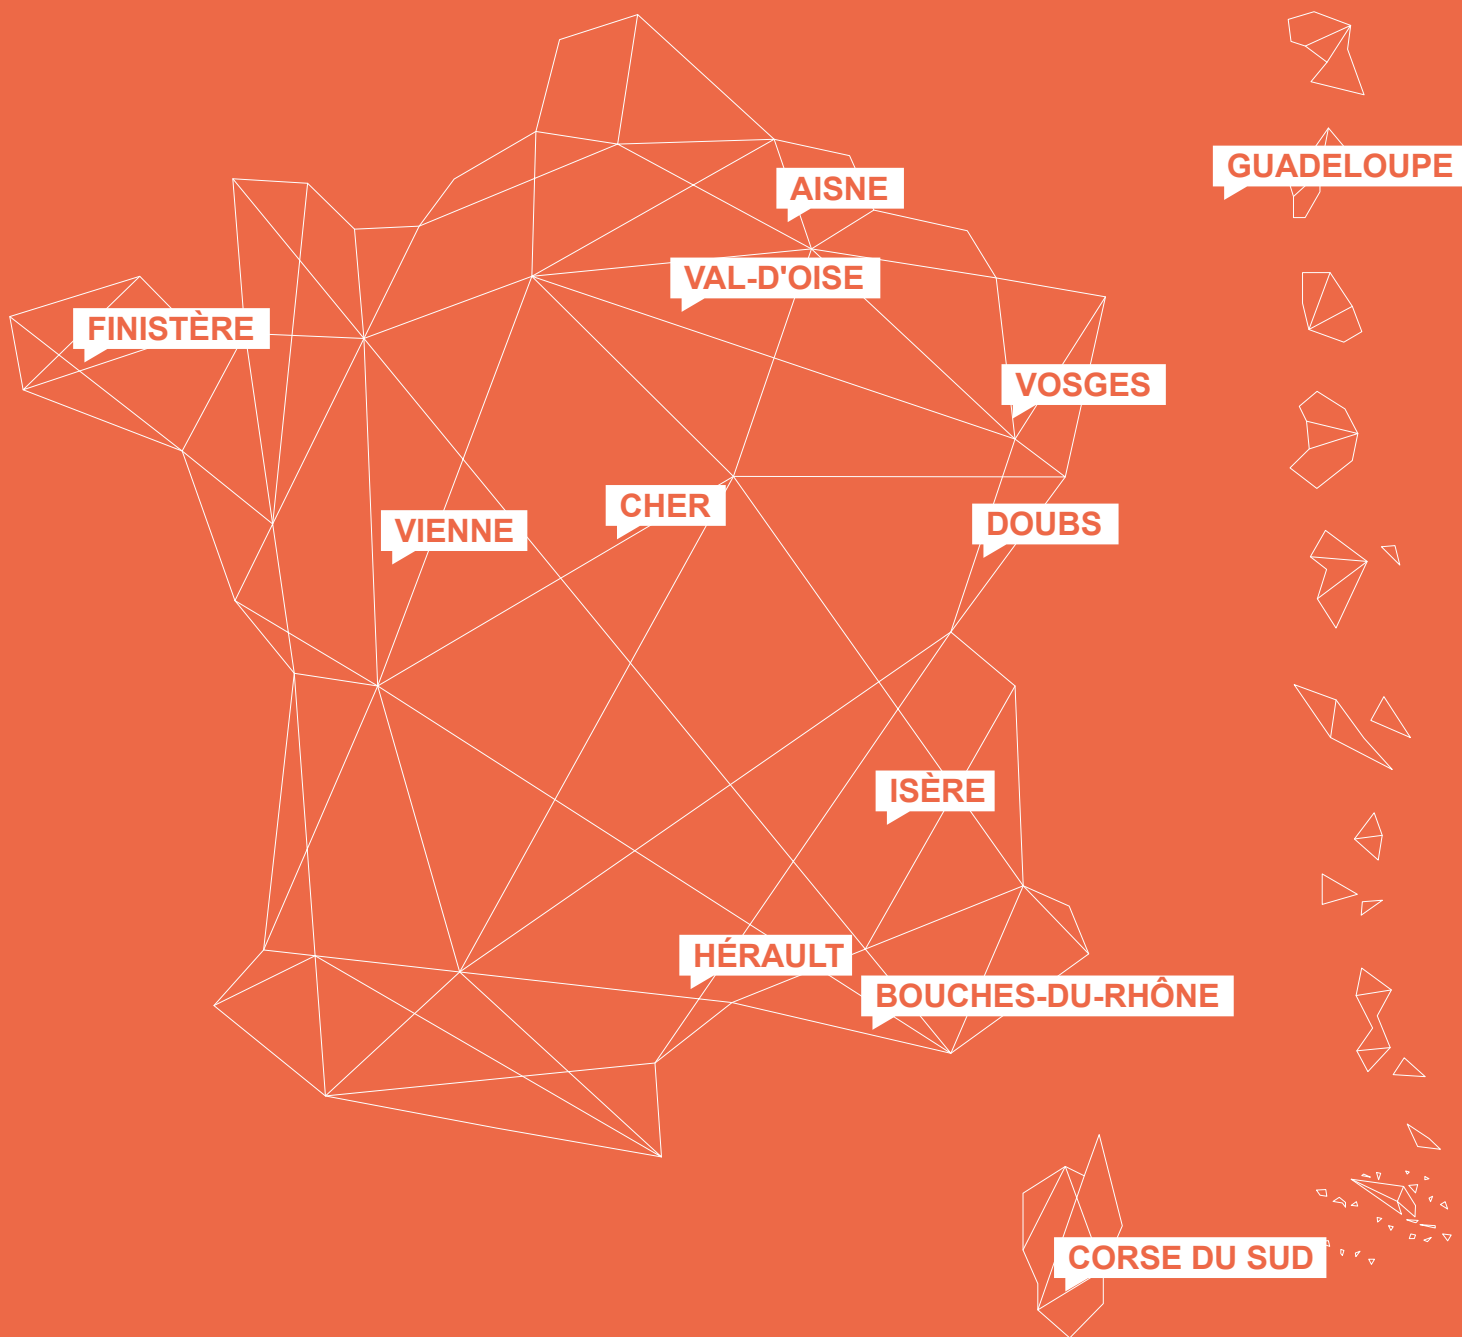 GUADELOUPE
AISNE
VAL-D'OISE
FINISTÈRE
VOSGES
CHER
VIENNE
DOUBS
ISÈRE
HÉRAULT
BOUCHES-DU-RHÔNE
CORSE DU SUD